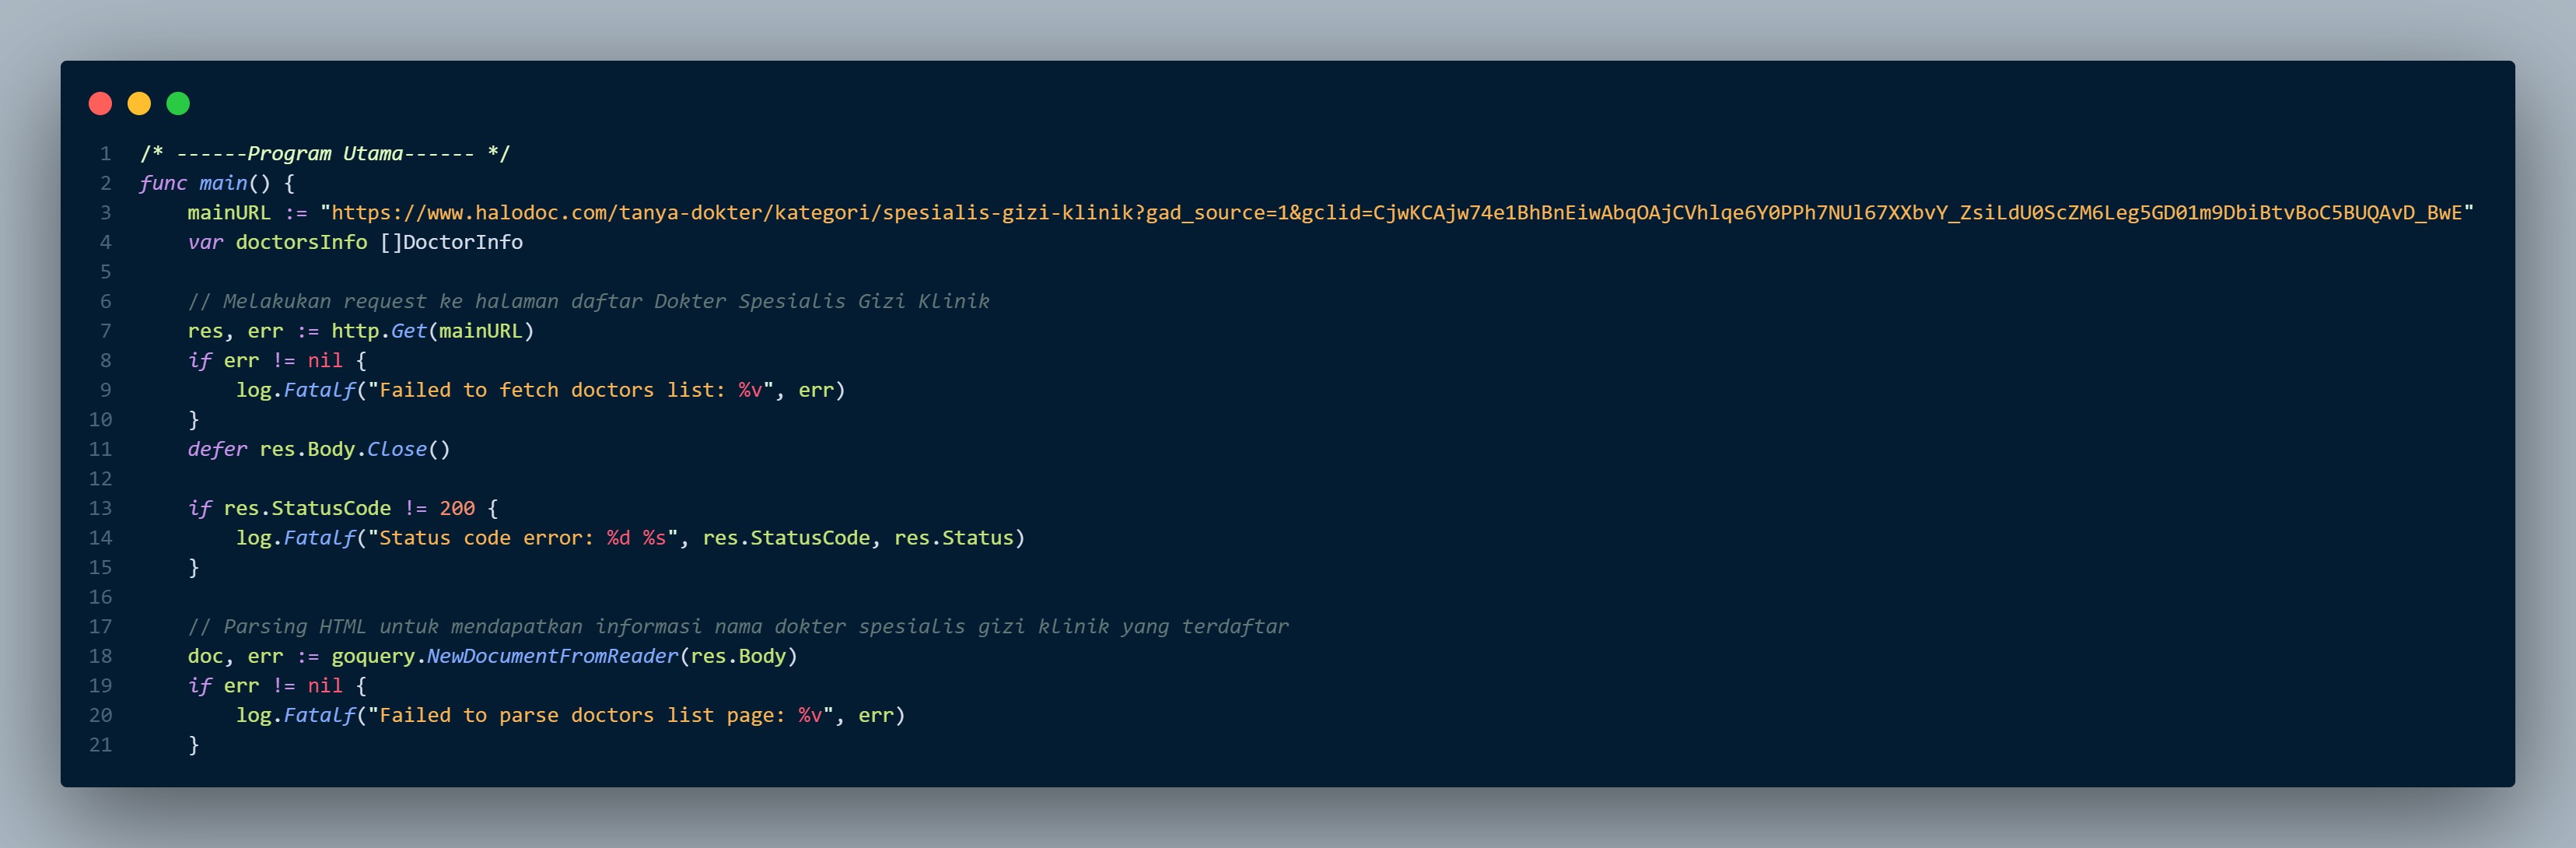 1 /* ------Program Utama------ */
2 func main() {
3     mainURL := "https://www.halodoc.com/tanya-dokter/kategori/spesialis-gizi-klinik?gad_source=1&gclid=CjwKCAjw74e1BhBnEiwAbqOAjCVhlqe6Y0PPh7NUl67XXbvY_ZsiLdU0ScZM6Leg5GD01m9DbiBtvBoC5BUQAvD_BwE"
4     var doctorsInfo []DoctorInfo
5
6     // Melakukan request ke halaman daftar Dokter Spesialis Gizi Klinik
7     res, err := http.Get(mainURL)
8     if err != nil {
9         log.Fatalf("Failed to fetch doctors list: %v", err)
10     }
11     defer res.Body.Close()
12
13     if res.StatusCode != 200 {
14         log.Fatalf("Status code error: %d %s", res.StatusCode, res.Status)
15     }
16
17     // Parsing HTML untuk mendapatkan informasi nama dokter spesialis gizi klinik yang terdaftar
18     doc, err := goquery.NewDocumentFromReader(res.Body)
19     if err != nil {
20         log.Fatalf("Failed to parse doctors list page: %v", err)
21     }